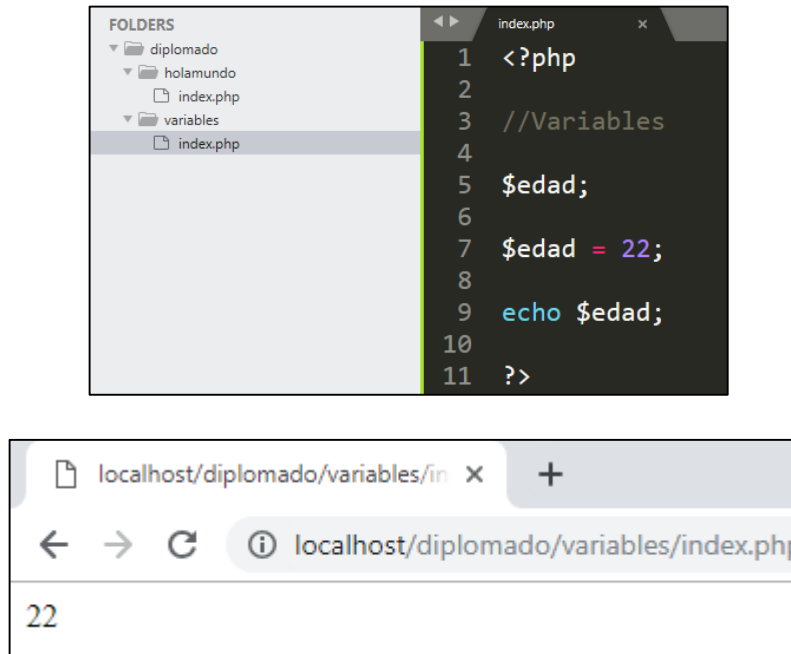 FOLDERS
diplomado
holamundo
index.php
variables
index.php
index.php ×
1 <?php
2
3 //Variables
4
5 $edad;
6
7 $edad = 22;
8
9 echo $edad;
10
11 ?>
localhost/diplomado/variables/in × +
localhost/diplomado/variables/index.php
22